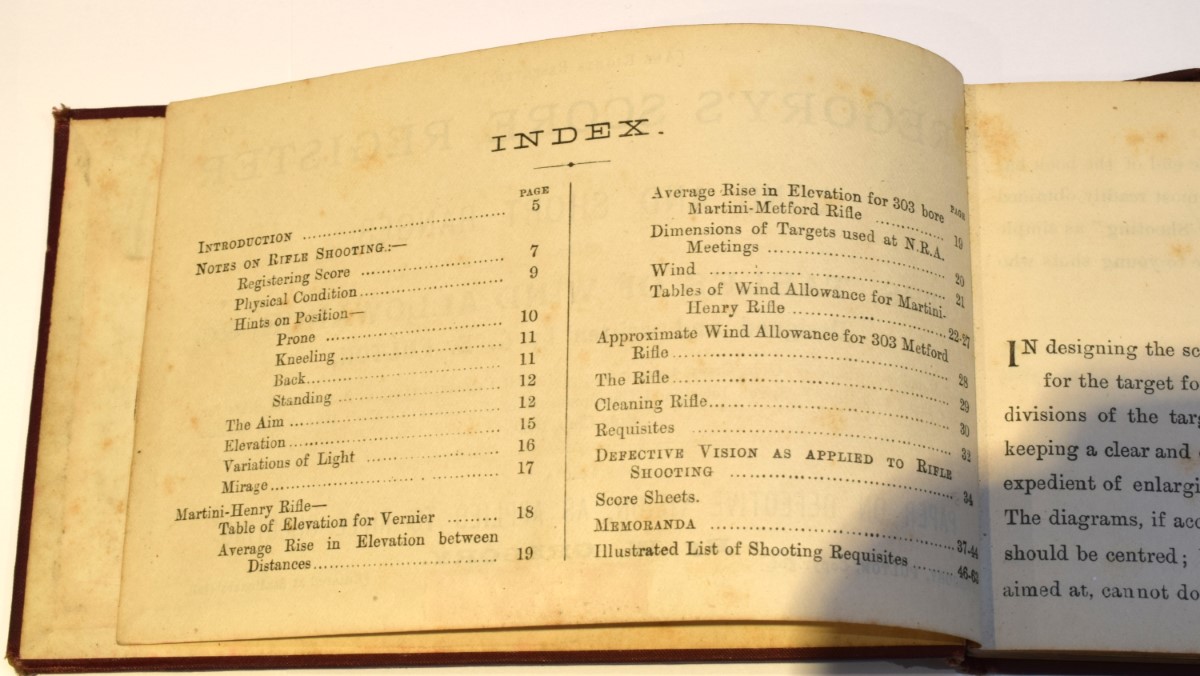 INDEX.
PAGE
INTRODUCTION ........ 5
NOTES ON RIFLE SHOOTING:—
Registering Score ........ 7
Physical Condition ........ 9
Hints on Position—
Prone ........ 10
Kneeling ........ 11
Back ........ 11
Standing ........ 12
The Aim ........ 12
Elevation ........ 15
Variations of Light ........ 16
Mirage ........ 17
Martini-Henry Rifle—
Table of Elevation for Vernier ........ 18
Average Rise in Elevation between
Distances ........ 19
PAGE
Average Rise in Elevation for 303 bore
Martini-Metford Rifle ........ 19
Dimensions of Targets used at N.R.A.
Meetings ........ 20
Wind ........ 21
Tables of Wind Allowance for Martini-
Henry Rifle ........ 22-27
Approximate Wind Allowance for 303 Metford
Rifle ........ 28
The Rifle ........ 29
Cleaning Rifle ........ 30
Requisites ........ 32
DEFECTIVE VISION AS APPLIED TO RIFLE
SHOOTING ........ 34
Score Sheets.
MEMORANDA ........ 37-44
Illustrated List of Shooting Requisites ........ 46-63
IN designing the sc
for the target fo
divisions of the targ
keeping a clear and
expedient of enlargi
The diagrams, if acc
should be centred;
aimed at, cannot do